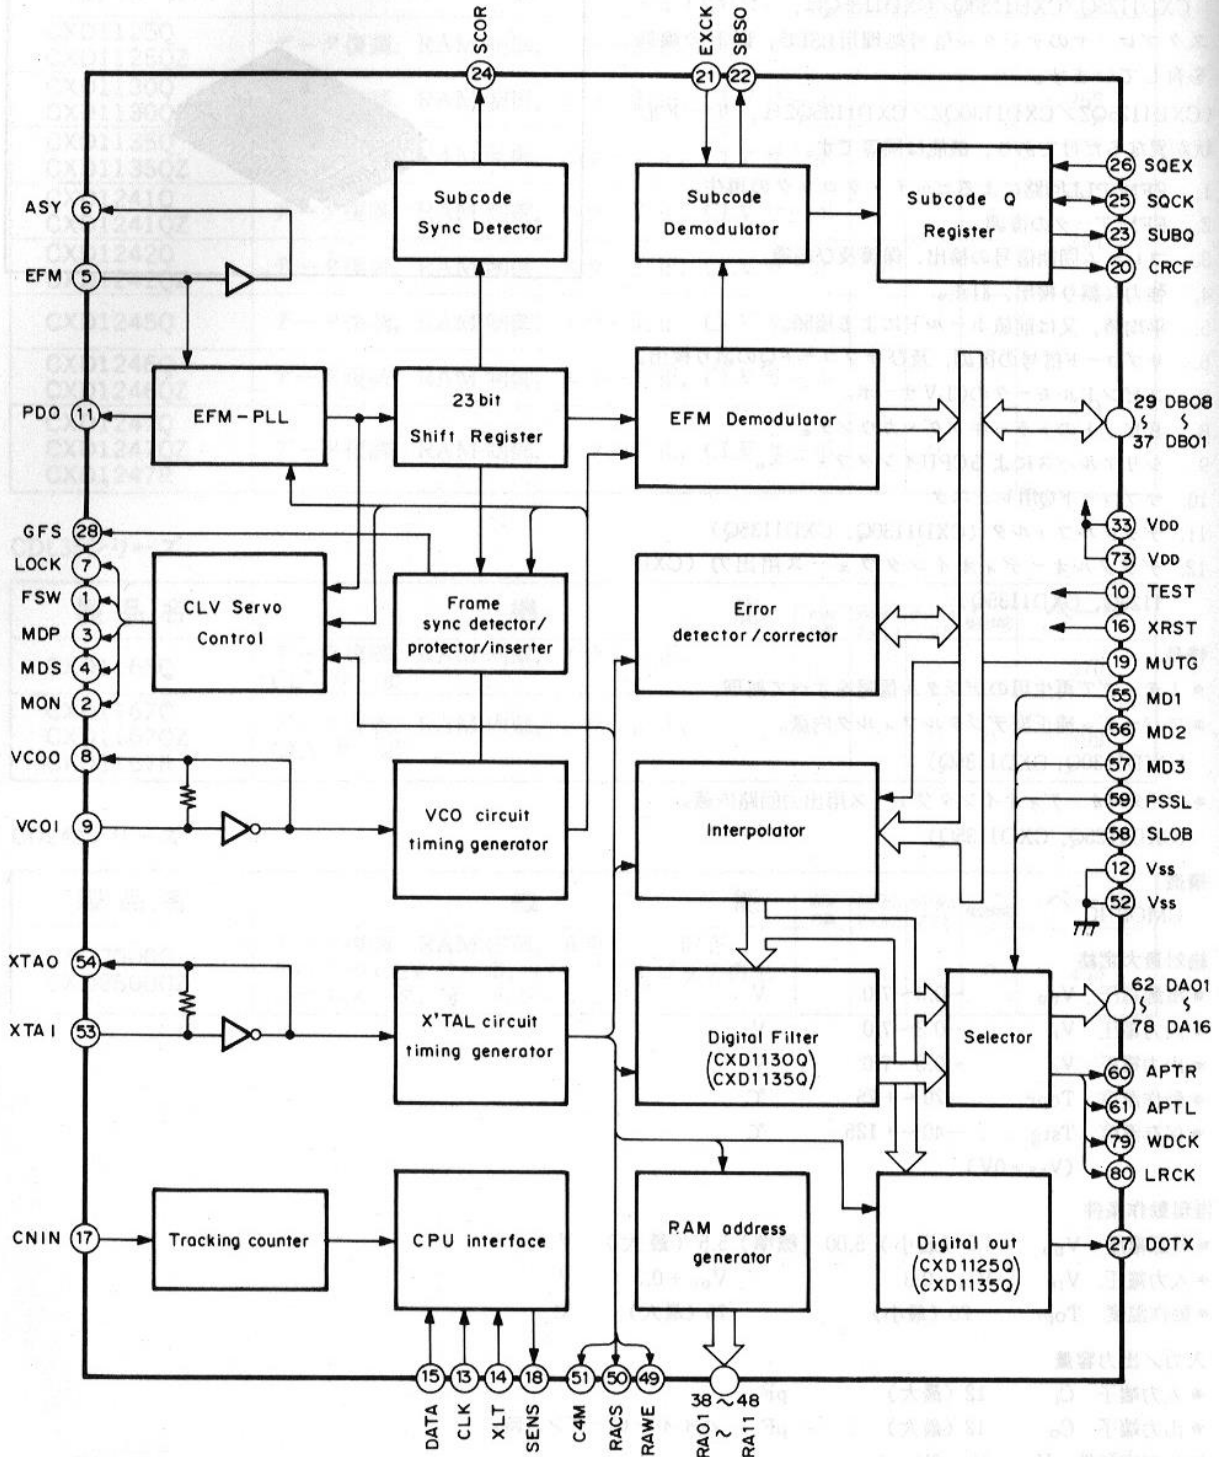 SCOR
EXCK
SBSO
24
21
22
Subcode
Sync Detector
Subcode
Demodulator
Subcode Q
Register
26 SQEX
25 SQCK
23 SUBQ
20 CRCF
ASY 6
EFM 5
PDO 11
EFM-PLL
23bit
Shift Register
EFM Demodulator
29 DB08
~
37 DB01
GFS 28
LOCK 7
FSW 1
MDP 3
MDS 4
MON 2
CLV Servo
Control
Frame
sync detector/
protector/inserter
Error
detector/corrector
33 VDD
73 VDD
10 TEST
16 XRST
19 MUTG
55 MD1
56 MD2
57 MD3
59 PSSL
58 SLOB
12 Vss
52 Vss
VCOO 8
VCOI 9
VCO circuit
timing generator
Interpolator
XTAO 54
XTAI 53
X'TAL circuit
timing generator
Digital Filter
(CXD1130Q)
(CXD1135Q)
Selector
62 DA01
~
78 DA16
60 APTR
61 APTL
79 WDCK
80 LRCK
CNIN 17
Tracking counter
CPU interface
RAM address
generator
Digital out
(CXD1125Q)
(CXD1135Q)
27 DOTX
15
13
14
18
51
50
49
38 ~ 48
DATA
CLK
XLT
SENS
C4M
RACS
RAWE
RA01 ~ RA11